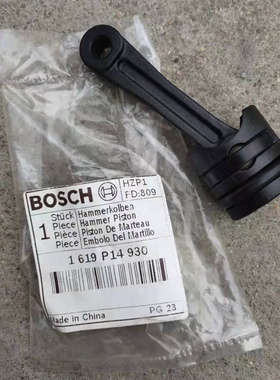 BOSCH
HZP1
FD:809
1
Stück Hammerkolben
Piece Hammer Piston
Pièce Piston De Marteau
Pieza Embolo Del Martillo
1 619 P14 930
Made in China
PG 23